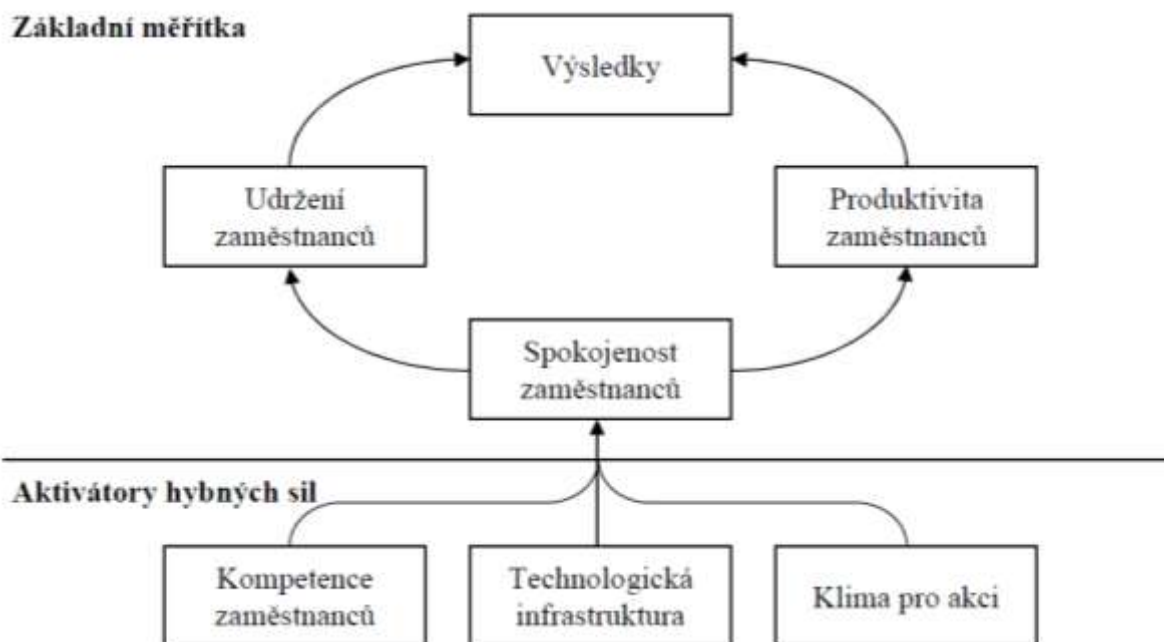 Základní měřítka
Výsledky
Udržení
zaměstnanců
Produktivita
zaměstnanců
Spokojenost
zaměstnanců
Aktivátory hybných sil
Kompetence
zaměstnanců
Technologická
infrastruktura
Klima pro akci